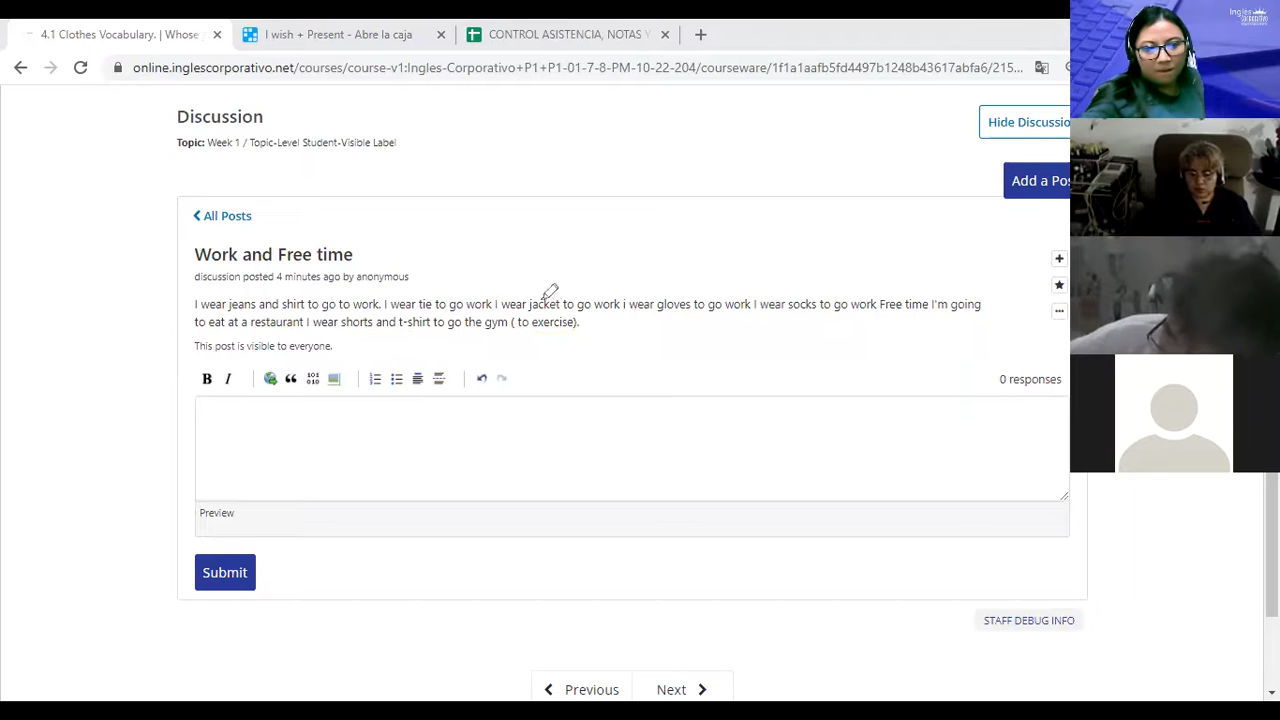 4.1 Clothes Vocabulary. | Whose
I wish + Present - Abre la caja
CONTROL ASISTENCIA, NOTAS Y
online.inglescorporativo.net/courses/course-v1:Ingles-Corporativo+P1+P1-01-7-8-PM-10-22-204/courseware/1f1a1aafb5fd4497b1248b43617abfa6/215...
Ingles
Discussion
Hide Discussio
Topic: Week 1 / Topic-Level Student-Visible Label
Add a Pos
All Posts
Work and Free time
discussion posted 4 minutes ago by anonymous
I wear jeans and shirt to go to work. I wear tie to go work I wear jacket to go work i wear gloves to go work I wear socks to go work Free time I'm going
to eat at a restaurant I wear shorts and t-shirt to go the gym ( to exercise).
This post is visible to everyone.
B I
101
010
0 responses
Preview
Submit
STAFF DEBUG INFO
Previous
Next